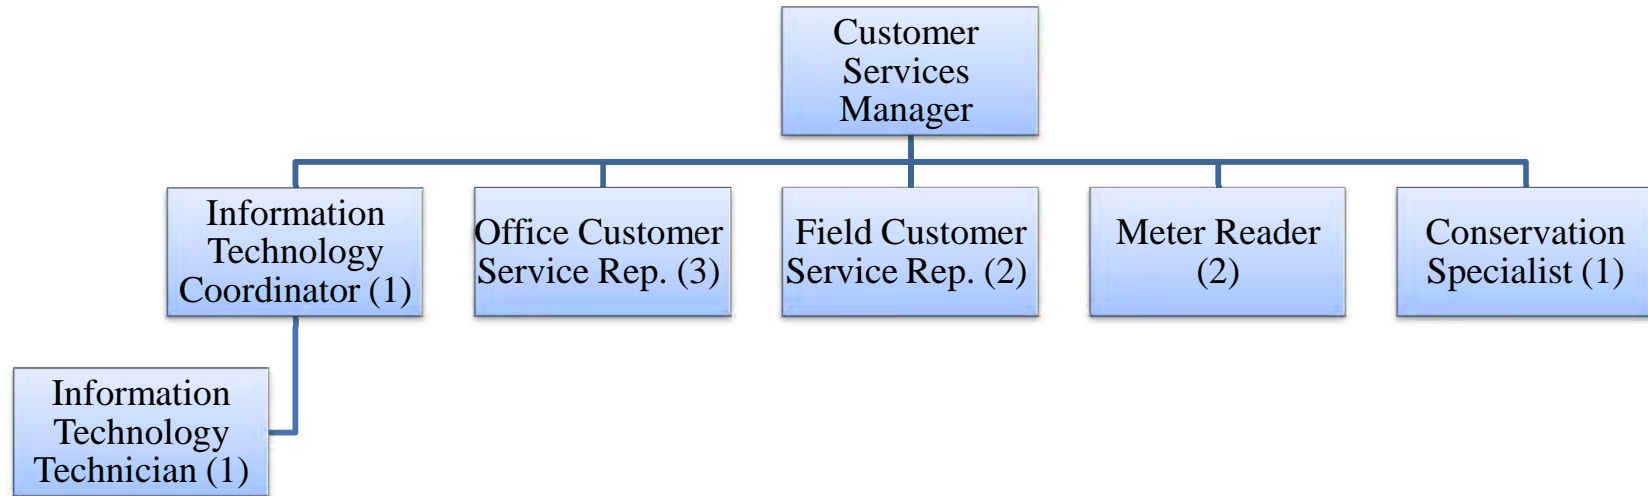 Customer
Services
Manager
Information
Technology
Coordinator (1)
Office Customer
Service Rep. (3)
Field Customer
Service Rep. (2)
Meter Reader
(2)
Conservation
Specialist (1)
Information
Technology
Technician (1)